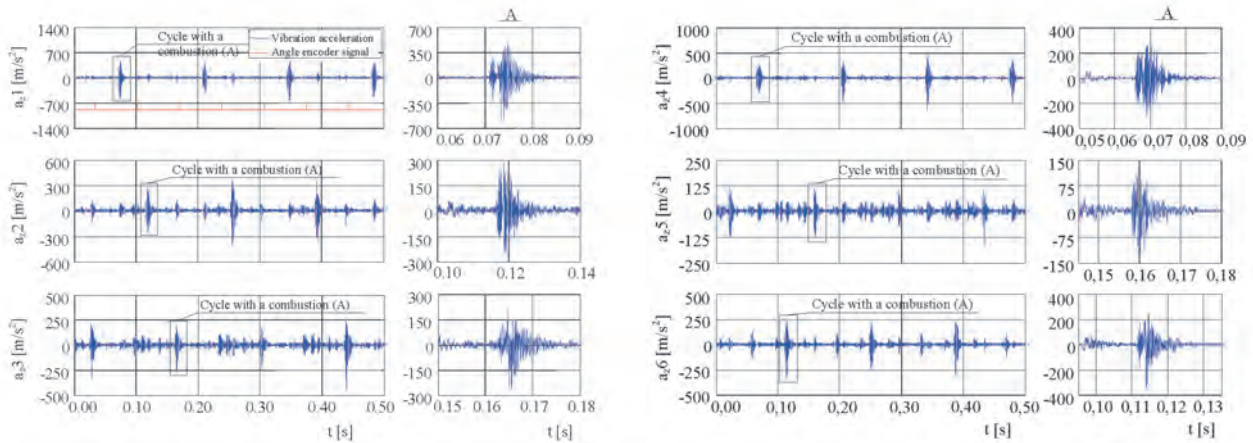 A
1400
700
0
-700
-1400
a_z1 [m/s²]
Cycle with a
combustion (A)
Vibration acceleration
Angle encoder signal
700
350
0
-350
-700
0.06 0.07 0.08 0.09
600
300
0
-300
-600
a_z2 [m/s²]
Cycle with a combustion (A)
300
150
0
-150
-300
0.10 0.12 0.14
500
250
0
-250
-500
a_z3 [m/s²]
Cycle with a combustion (A)
0.00 0.10 0.20 0.30 0.40 0.50
t [s]
300
150
0
-150
-300
0.15 0.16 0.17 0.18
t [s]
A
1000
500
0
-500
-1000
a_z4 [m/s²]
Cycle with a combustion (A)
400
200
0
-200
-400
0,05 0,06 0,07 0,08 0,09
250
125
0
-125
-250
a_z5 [m/s²]
Cycle with a combustion (A)
150
75
0
-75
-150
0,15 0,16 0,17 0,18
500
250
0
-250
-500
a_z6 [m/s²]
Cycle with a combustion (A)
0,00 0,10 0,20 0,30 0,40 0,50
t [s]
400
200
0
-200
-400
0,10 0,11 0,12 0,13
t [s]